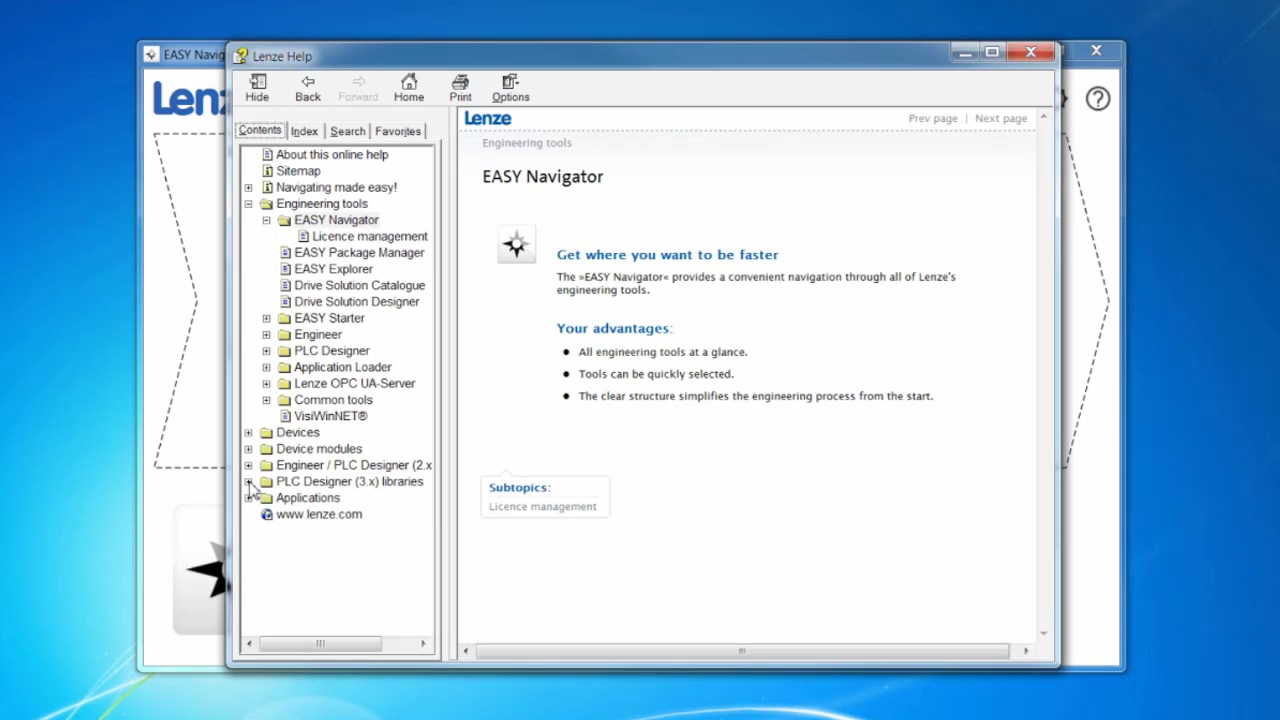 EASY Navig
Lenze Help
X
Lenz
Hide
Back
Forward
Home
Print
Options
Contents
Index
Search
Favorites
About this online help
Sitemap
Navigating made easy!
Engineering tools
EASY Navigator
Licence management
EASY Package Manager
EASY Explorer
Drive Solution Catalogue
Drive Solution Designer
EASY Starter
Engineer
PLC Designer
Application Loader
Lenze OPC UA-Server
Common tools
VisiWinNET®
Devices
Device modules
Engineer / PLC Designer (2.x
PLC Designer (3.x) libraries
Applications
www.lenze.com
Lenze
Prev page | Next page
Engineering tools
EASY Navigator
Get where you want to be faster
The »EASY Navigator« provides a convenient navigation through all of Lenze's
engineering tools.
Your advantages:
● All engineering tools at a glance.
● Tools can be quickly selected.
● The clear structure simplifies the engineering process from the start.
Subtopics:
Licence management